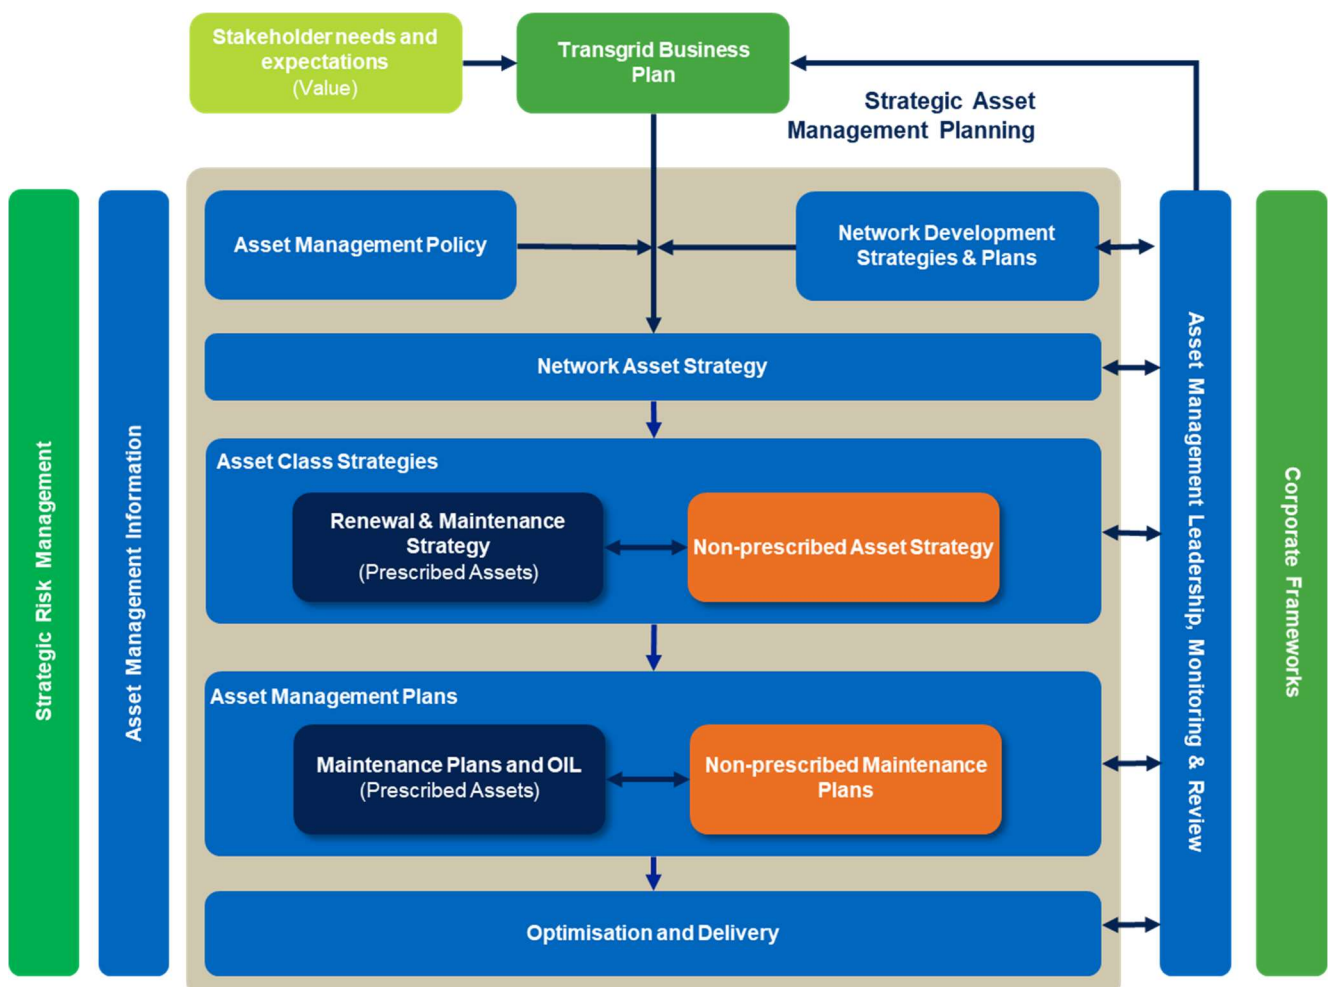 Stakeholder needs and
expectations
(Value)
Transgrid Business
Plan
Strategic Asset
Management Planning
Strategic Risk Management
Asset Management Information
Asset Management Policy
Network Development
Strategies & Plans
Network Asset Strategy
Asset Class Strategies
Renewal & Maintenance
Strategy
(Prescribed Assets)
Non-prescribed Asset Strategy
Asset Management Plans
Maintenance Plans and OIL
(Prescribed Assets)
Non-prescribed Maintenance
Plans
Optimisation and Delivery
Asset Management Leadership, Monitoring & Review
Corporate Frameworks